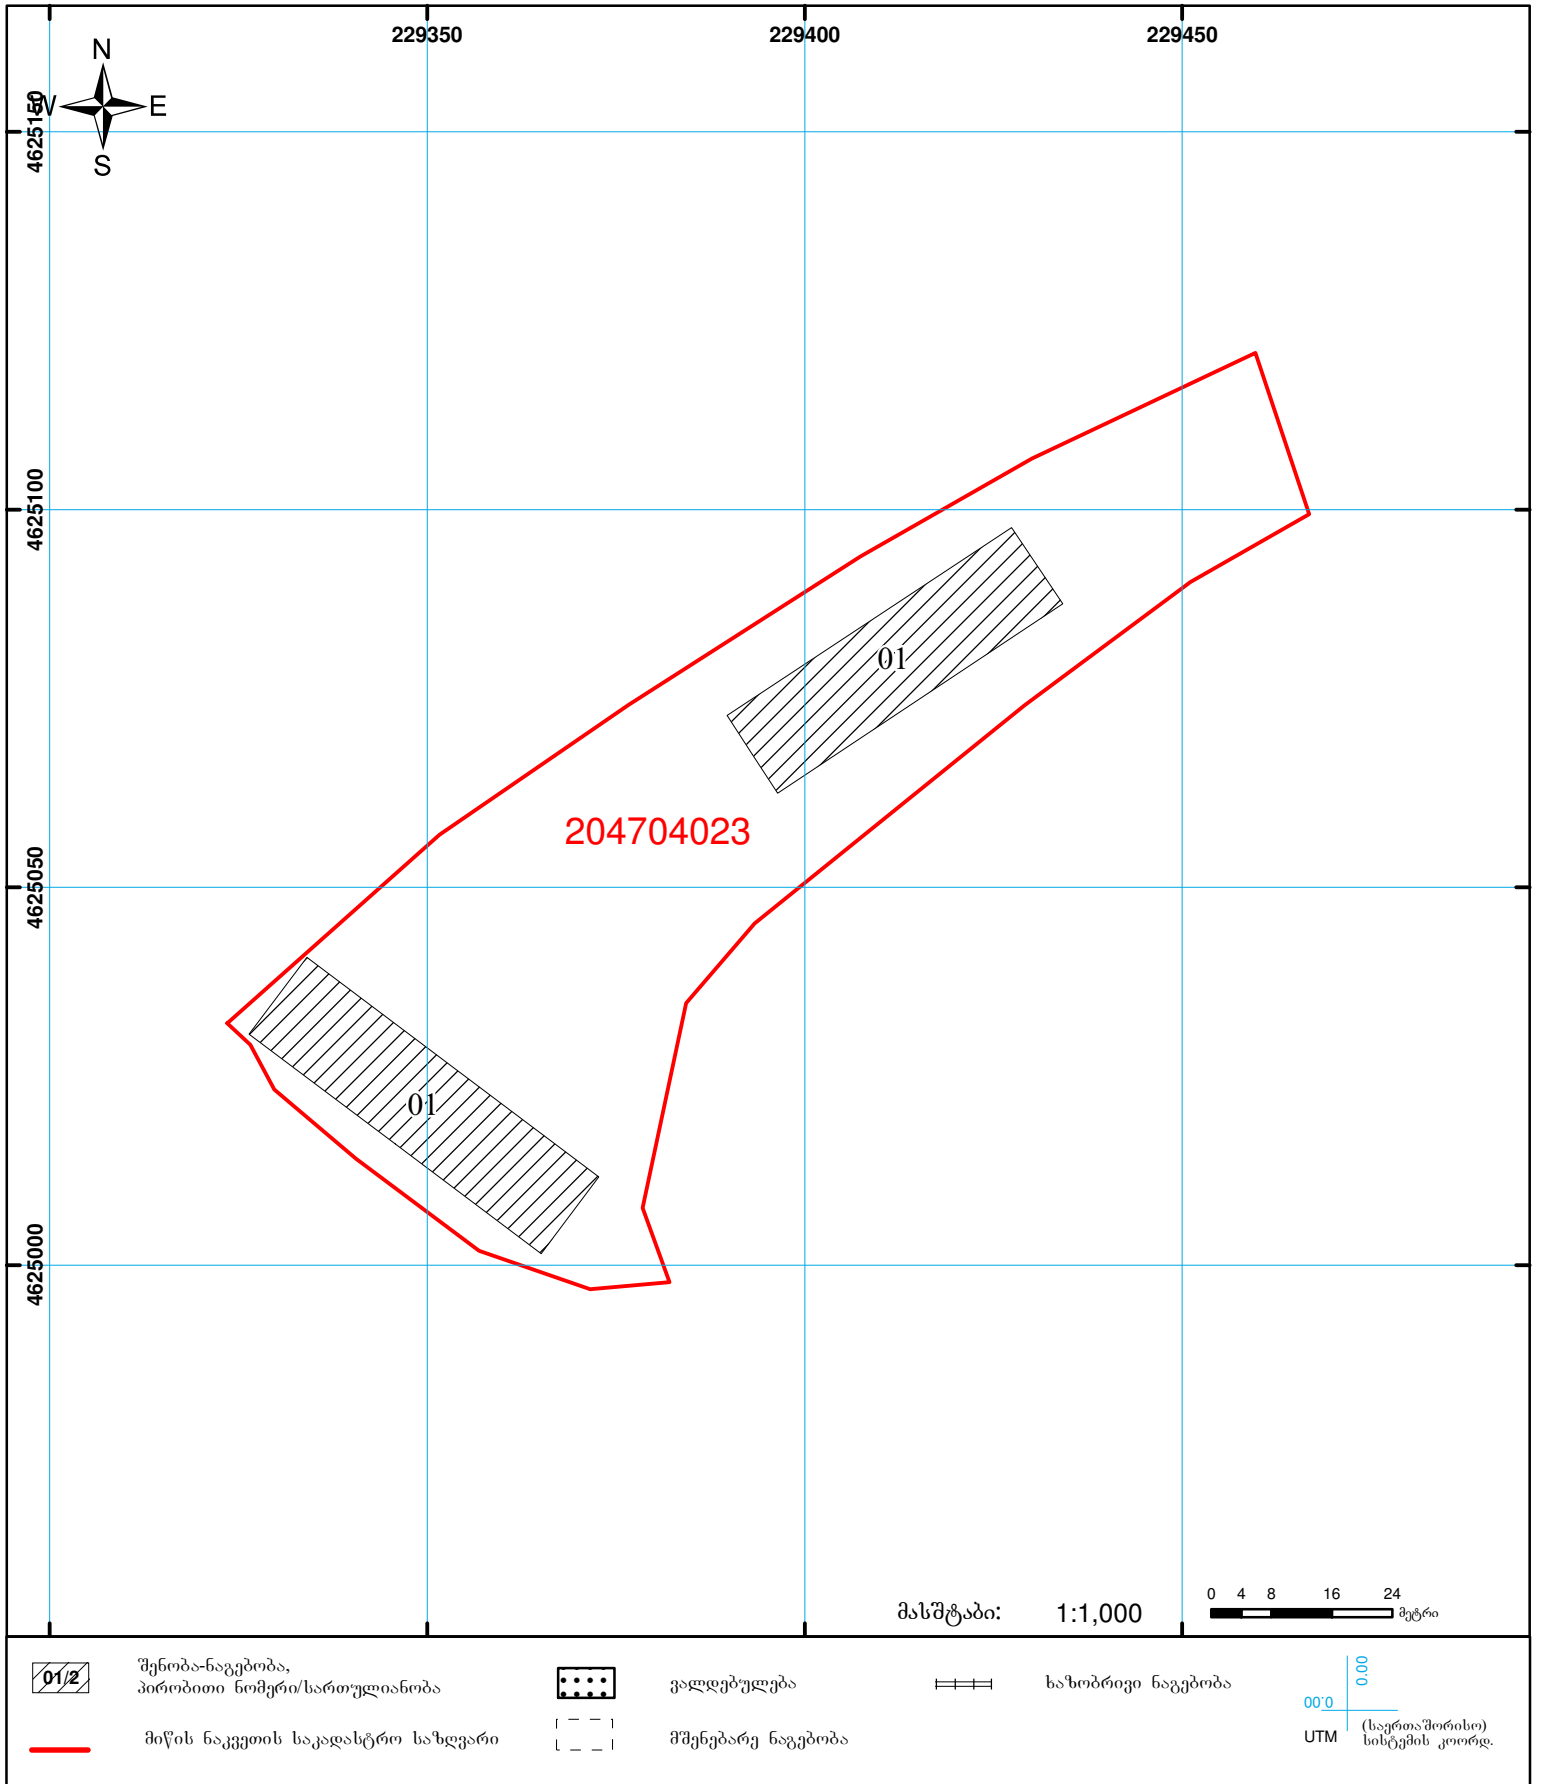 229350 229400 229450
N
W E
S
4625150
4625100
01
204704023
4625050
01
4625000
მასშტაბი: 1:1,000
0 4 8 16 24
მეტრი
01/2
შენობა-ნაგებობა,
პირობითი ნომერი/სართულიანობა
ვალდებულება
ხაზობრივი ნაგებობა
00.0
00.0
მიწის ნაკვეთის საკადასტრო საზღვარი
მშენებარე ნაგებობა
UTM
(საერთაშორისო)
სისტემის კოორდ.